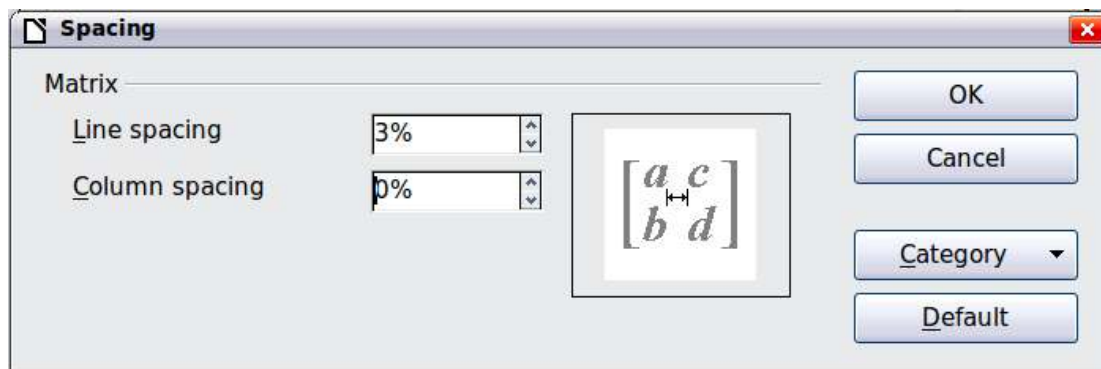 Spacing
Matrix
OK
Line spacing 3%
Cancel
Column spacing 0%
a c
b d
Category
Default